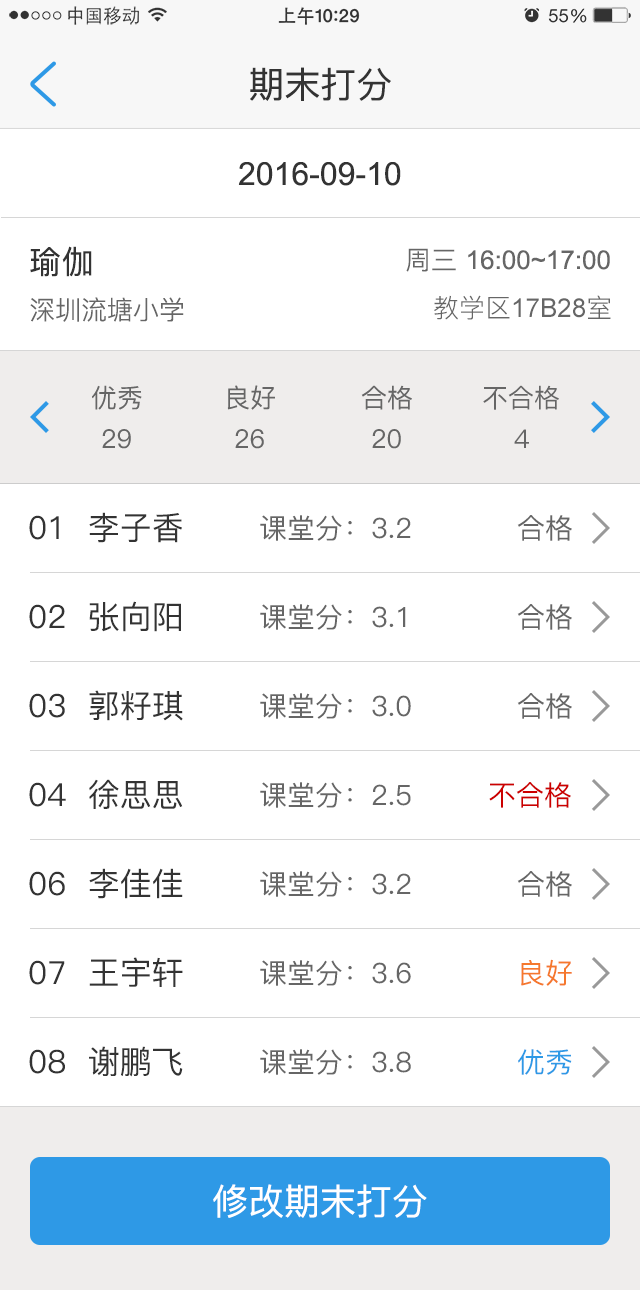 中国移动 上午10:29 55%
期末打分
2016-09-10
瑜伽 周三 16:00~17:00
深圳流塘小学 教学区17B28室
优秀 良好 合格 不合格
29 26 20 4
01 李子香 课堂分：3.2 合格
02 张向阳 课堂分：3.1 合格
03 郭籽琪 课堂分：3.0 合格
04 徐思思 课堂分：2.5 不合格
06 李佳佳 课堂分：3.2 合格
07 王宇轩 课堂分：3.6 良好
08 谢鹏飞 课堂分：3.8 优秀
修改期末打分